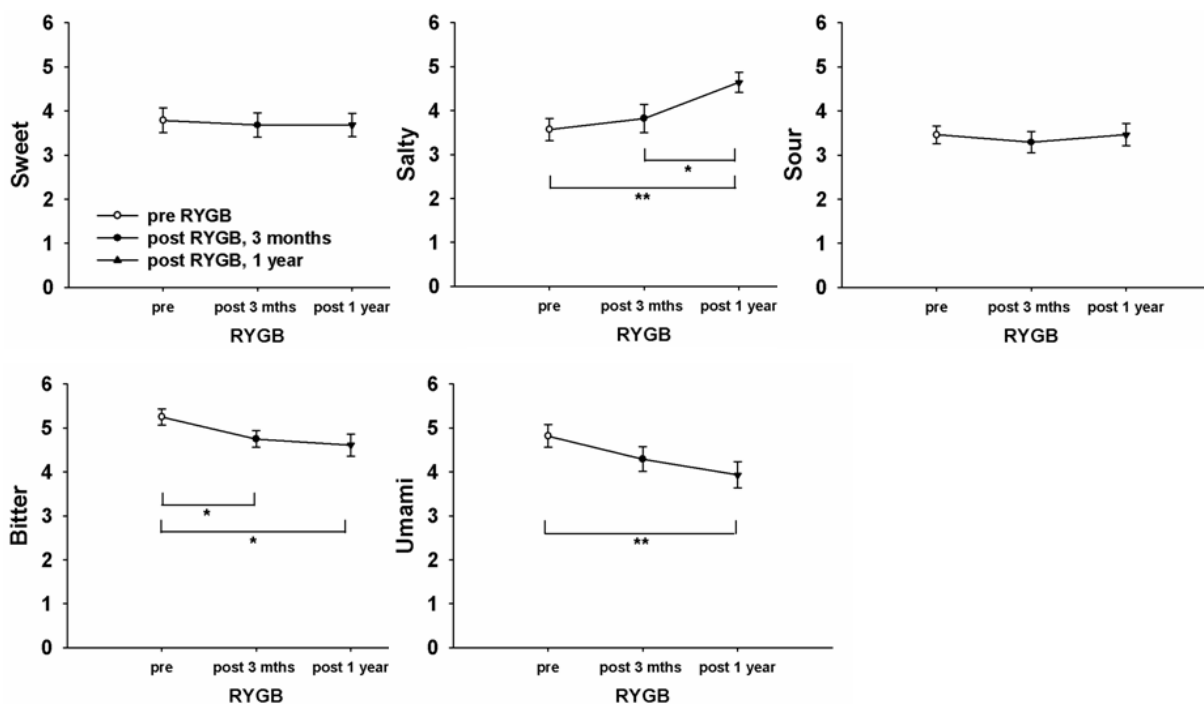 6
5
4
3
2
1
0
Sweet
pre RYGB
post RYGB, 3 months
post RYGB, 1 year
pre post 3 mths post 1 year
RYGB
6
5
4
3
2
1
0
Salty
*
**
pre post 3 mths post 1 year
RYGB
6
5
4
3
2
1
0
Sour
pre post 3 mths post 1 year
RYGB
6
5
4
3
2
1
0
Bitter
*
*
pre post 3 mths post 1 year
RYGB
6
5
4
3
2
1
0
Umami
**
pre post 3 mths post 1 year
RYGB